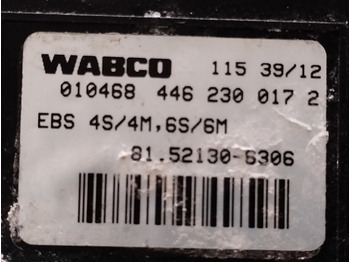 WABCO 115 39/12
010468 446 230 017 2
EBS 4S/4M,6S/6M
81.52130-6306